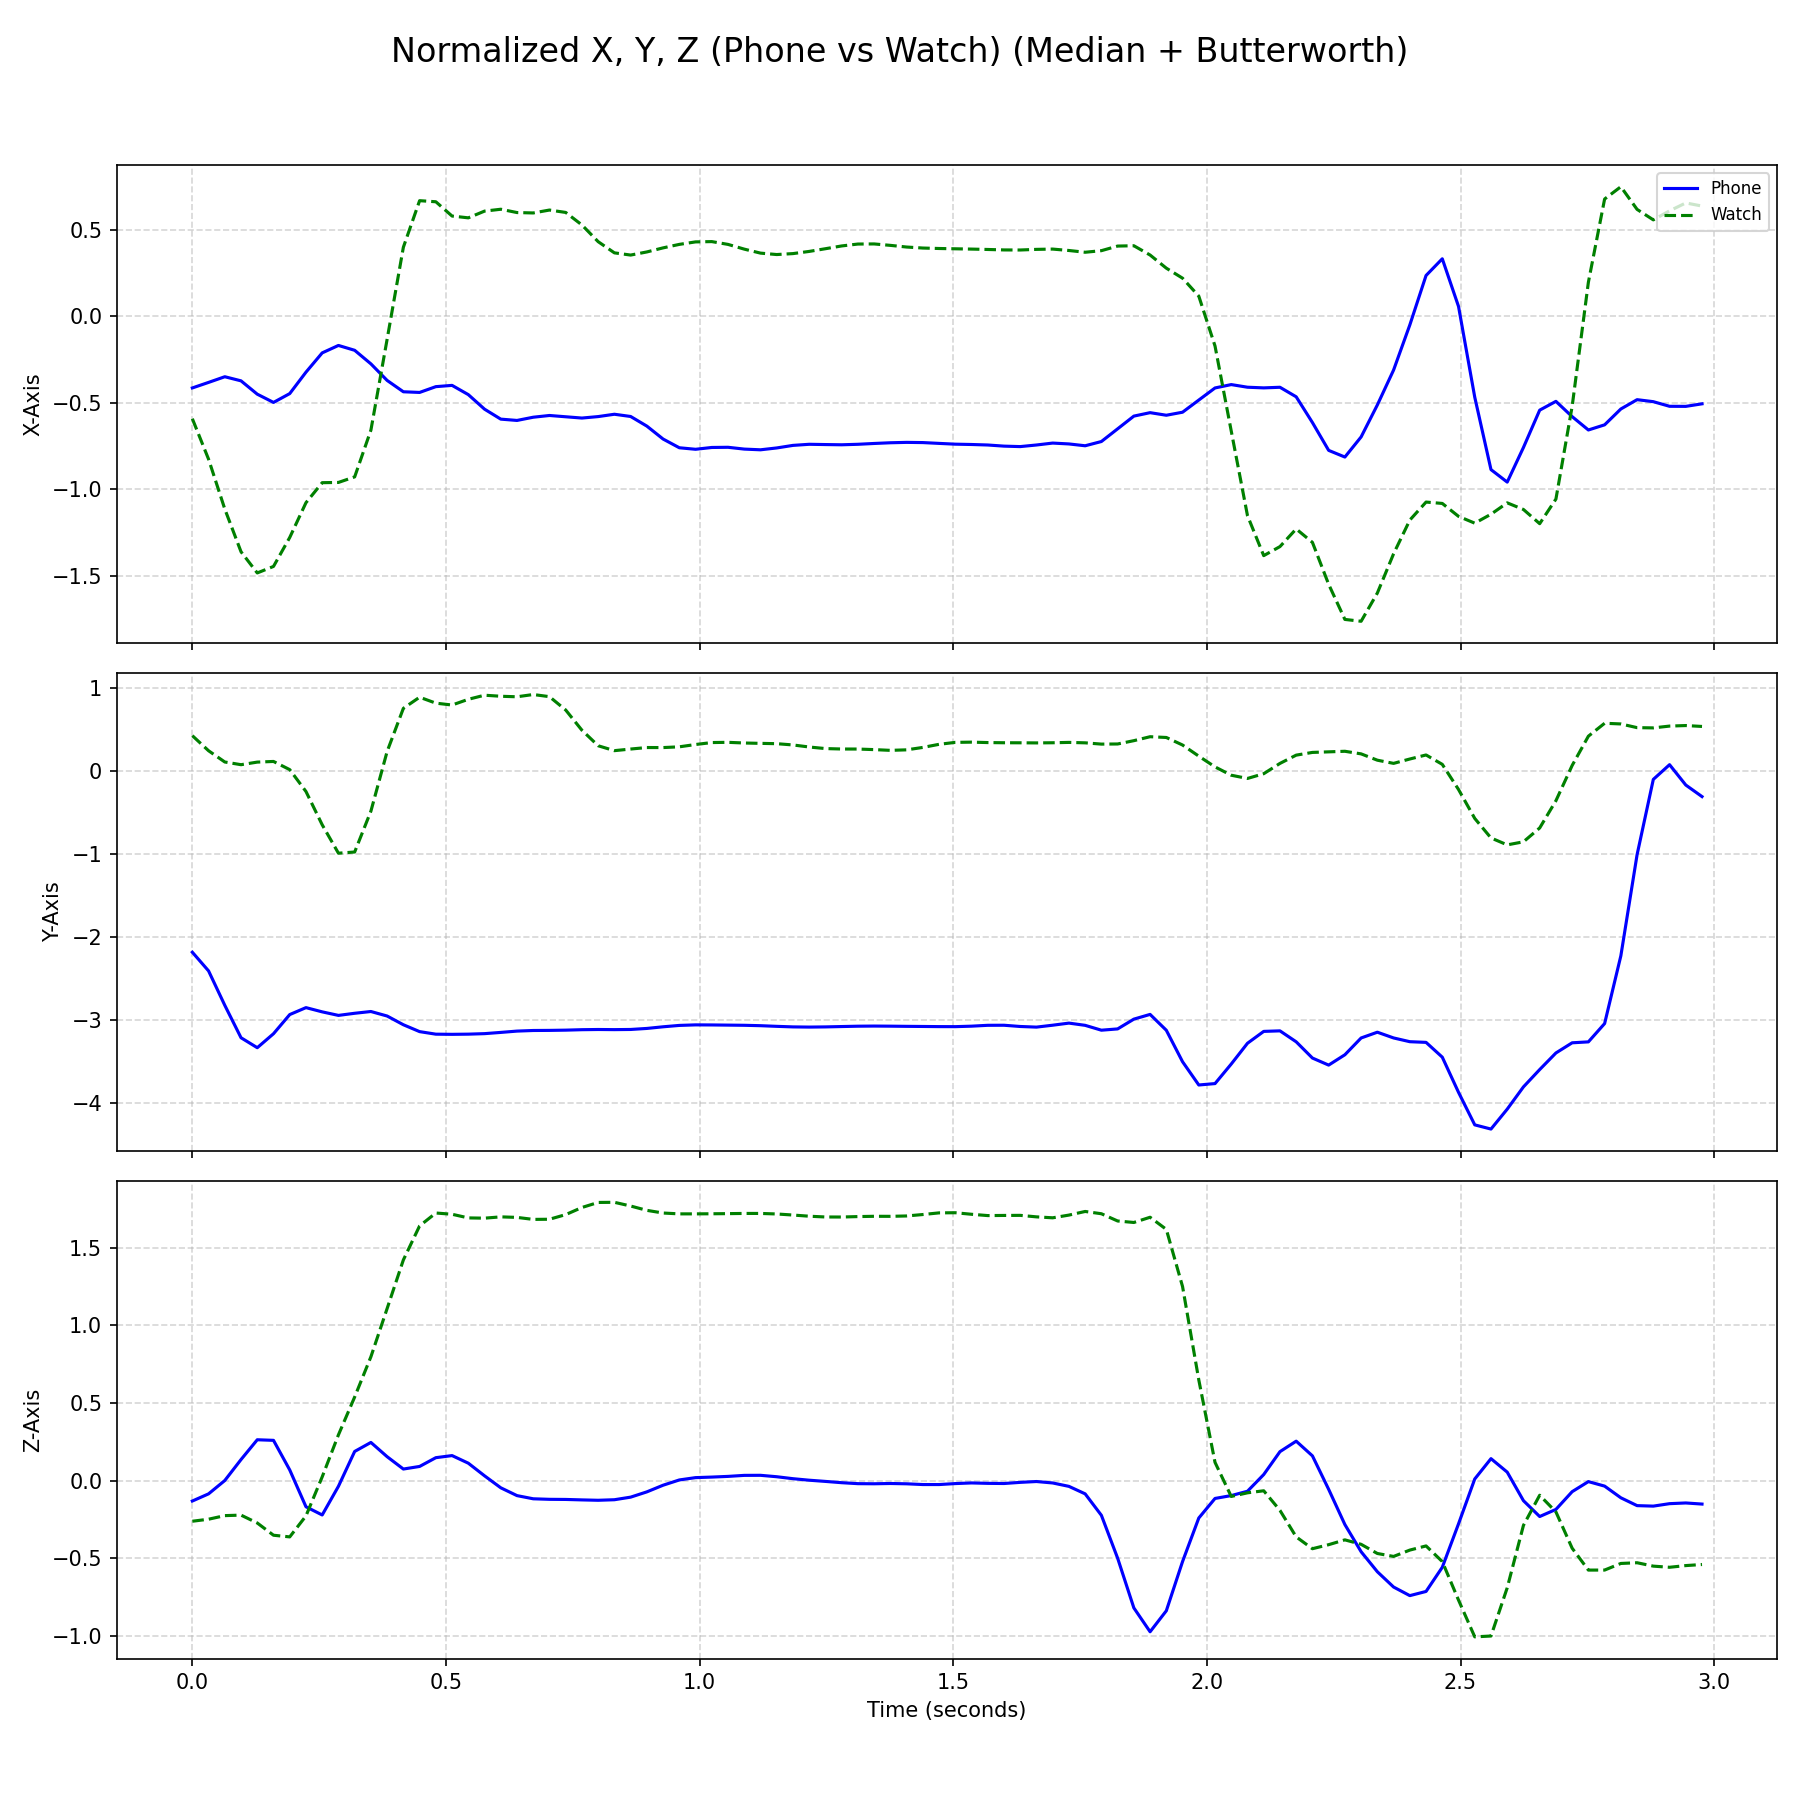 Normalized X, Y, Z (Phone vs Watch) (Median + Butterworth)
Phone
Watch
0.5
0.0
−0.5
−1.0
−1.5
X-Axis
1
0
−1
−2
−3
−4
Y-Axis
1.5
1.0
0.5
0.0
−0.5
−1.0
Z-Axis
0.0 0.5 1.0 1.5 2.0 2.5 3.0
Time (seconds)